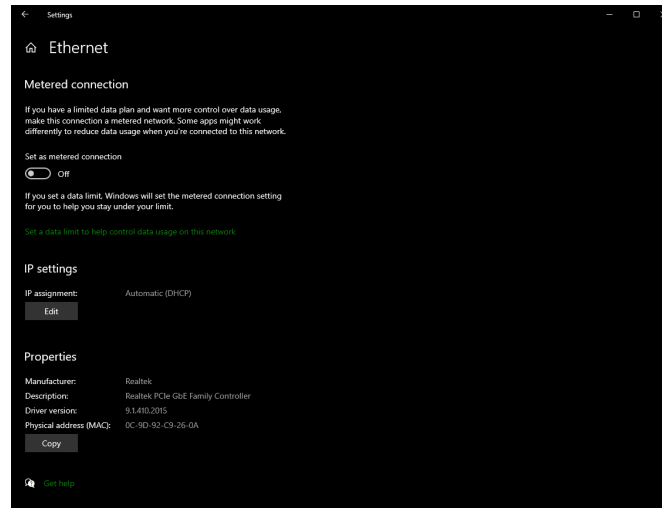 Settings
Ethernet
Metered connection
If you have a limited data plan and want more control over data usage,
make this connection a metered network. Some apps might work
differently to reduce data usage when you're connected to this network.
Set as metered connection
Off
If you set a data limit, Windows will set the metered connection setting
for you to help you stay under your limit.
Set a data limit to help control data usage on this network
IP settings
IP assignment: Automatic (DHCP)
Edit
Properties
Manufacturer: Realtek
Description: Realtek PCIe GbE Family Controller
Driver version: 9.1.410.2015
Physical address (MAC): 0C-9D-92-C9-26-0A
Copy
Get help